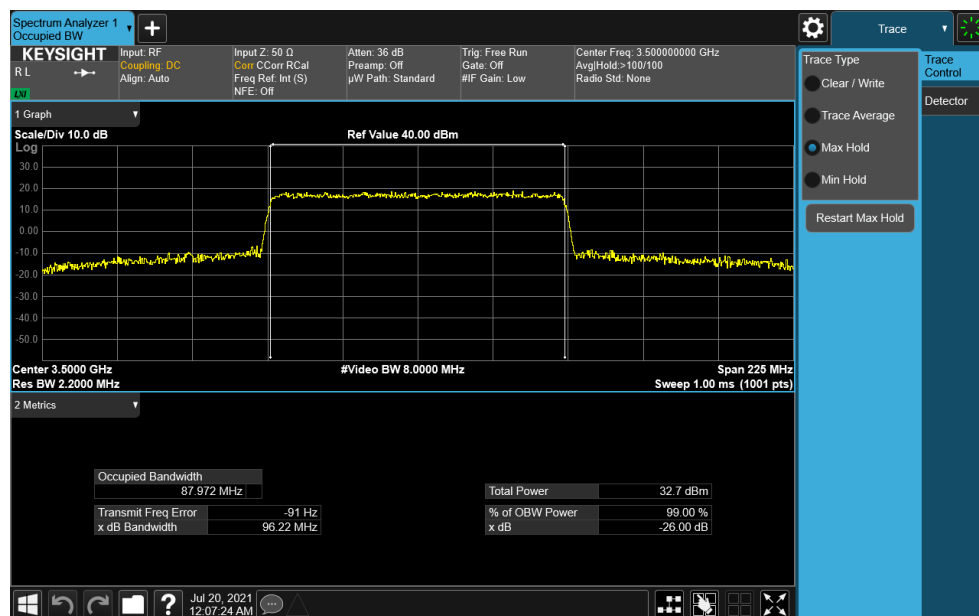 Spectrum Analyzer 1
Occupied BW
Trace
KEYSIGHT
R L
LXI
Input: RF
Coupling: DC
Align: Auto
Input Z: 50 Ω
Corr CCorr RCal
Freq Ref: Int (S)
NFE: Off
Atten: 36 dB
Preamp: Off
µW Path: Standard
Trig: Free Run
Gate: Off
#IF Gain: Low
Center Freq: 3.500000000 GHz
Avg|Hold:>100/100
Radio Std: None
1 Graph
Scale/Div 10.0 dB
Ref Value 40.00 dBm
Log
30.0
20.0
10.0
0.00
-10.0
-20.0
-30.0
-40.0
-50.0
Center 3.5000 GHz
#Video BW 8.0000 MHz
Span 225 MHz
Res BW 2.2000 MHz
Sweep 1.00 ms (1001 pts)
2 Metrics
Occupied Bandwidth
87.972 MHz
Transmit Freq Error -91 Hz
x dB Bandwidth 96.22 MHz
Total Power 32.7 dBm
% of OBW Power 99.00 %
x dB -26.00 dB
Trace Type
Clear / Write
Trace Average
Max Hold
Min Hold
Restart Max Hold
Trace
Control
Detector
?
Jul 20, 2021
12:07:24 AM